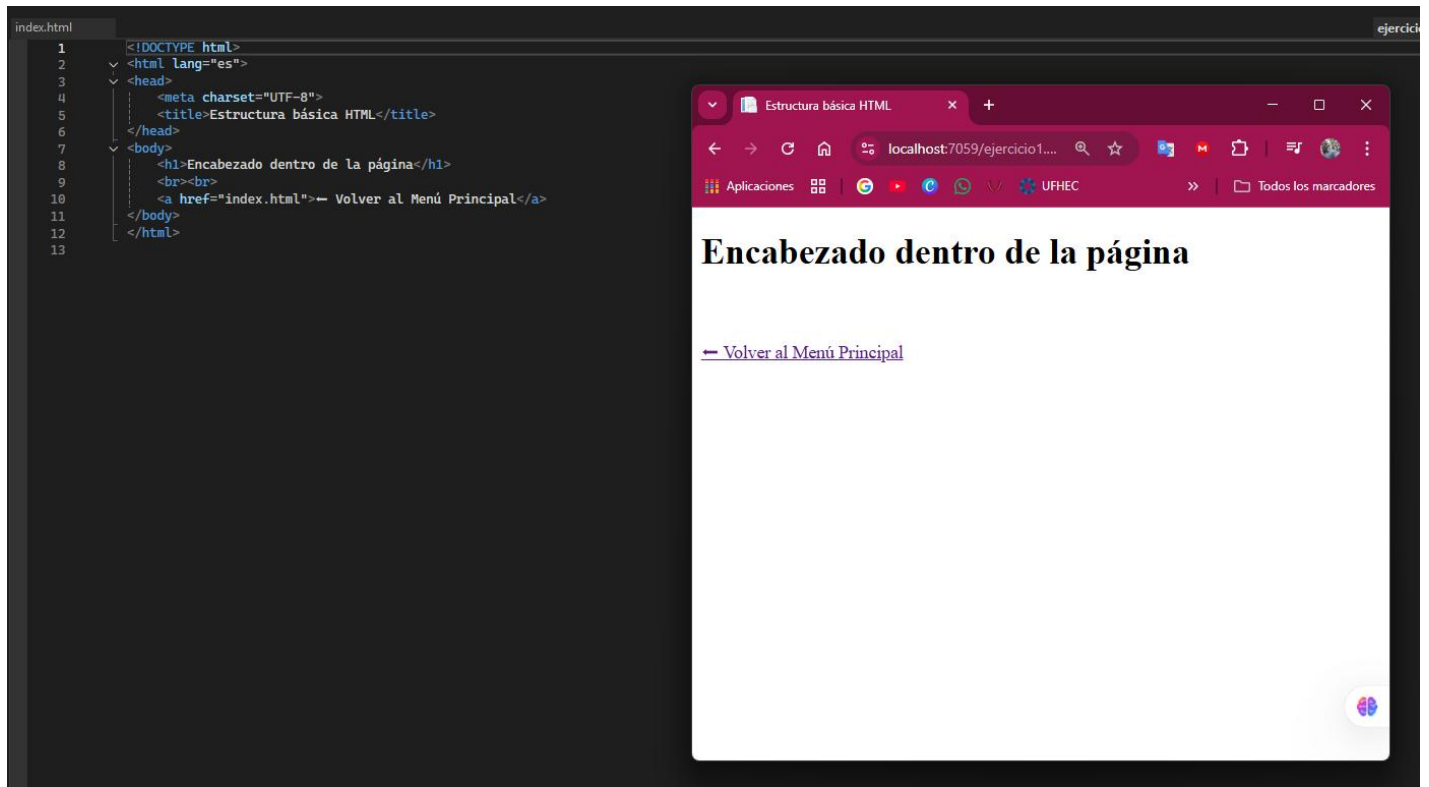 index.html
ejercici
1 <!DOCTYPE html>
2 <html lang="es">
3 <head>
4 <meta charset="UTF-8">
5 <title>Estructura básica HTML</title>
6 </head>
7 <body>
8 <h1>Encabezado dentro de la página</h1>
9 <br><br>
10 <a href="index.html">← Volver al Menú Principal</a>
11 </body>
12 </html>
13
Estructura básica HTML
localhost:7059/ejercicio1....
Aplicaciones UFHEC » Todos los marcadores
Encabezado dentro de la página
← Volver al Menú Principal